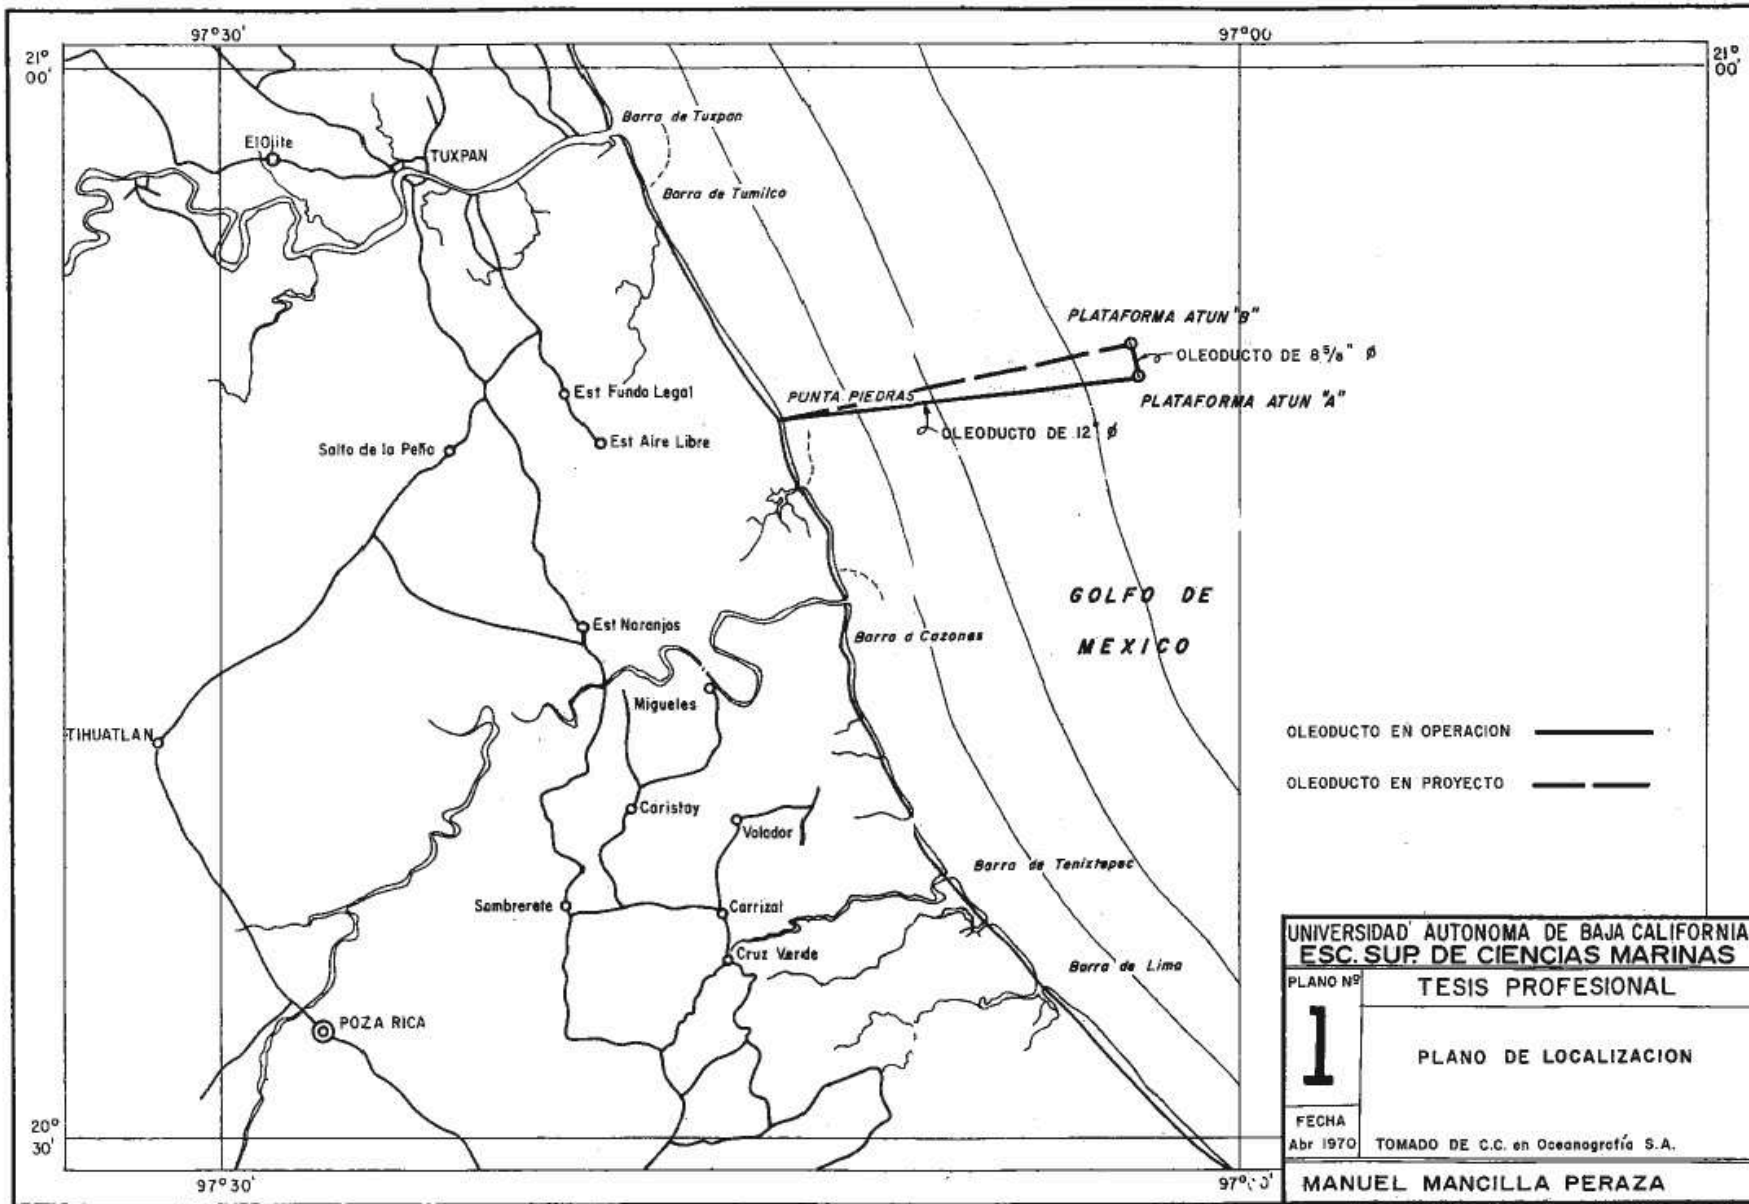 97°30'
97°00
21°
00'
21°
00'
Barra de Tuxpan
El Ojite
TUXPAN
Barra de Tumilco
PLATAFORMA ATUN "B"
OLEODUCTO DE 8 5/8" Ø
PUNTA PIEDRAS
PLATAFORMA ATUN "A"
Est Fundo Legal
OLEODUCTO DE 12" Ø
Est Aire Libre
Salto de la Peña
GOLFO DE
MEXICO
Est Naranjos
Barra d Cazones
Migueles
TIHUATLAN
OLEODUCTO EN OPERACION
OLEODUCTO EN PROYECTO
Caristay
Volador
Barra de Tenixtepec
Sombrerete
Carrizal
Cruz Verde
Barra de Lima
POZA RICA
20°
30'
97°30'
UNIVERSIDAD AUTONOMA DE BAJA CALIFORNIA
ESC. SUP. DE CIENCIAS MARINAS
PLANO Nº
1
TESIS PROFESIONAL
PLANO DE LOCALIZACION
FECHA
Abr 1970
TOMADO DE C.C. en Oceanografía S.A.
MANUEL MANCILLA PERAZA